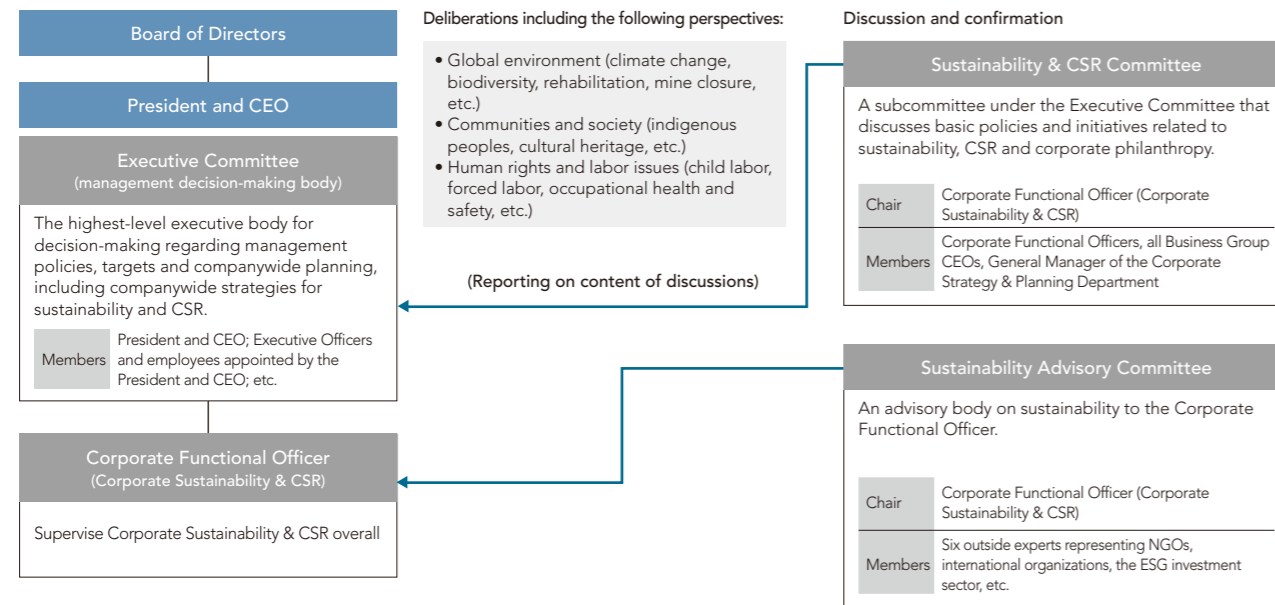 Board of Directors
President and CEO
Executive Committee
(management decision-making body)
The highest-level executive body for
decision-making regarding management
policies, targets and companywide planning,
including companywide strategies for
sustainability and CSR.
Members
President and CEO; Executive Officers
and employees appointed by the
President and CEO; etc.
Corporate Functional Officer
(Corporate Sustainability & CSR)
Supervise Corporate Sustainability & CSR overall
Deliberations including the following perspectives:
• Global environment (climate change,
biodiversity, rehabilitation, mine closure,
etc.)
• Communities and society (indigenous
peoples, cultural heritage, etc.)
• Human rights and labor issues (child labor,
forced labor, occupational health and
safety, etc.)
(Reporting on content of discussions)
Discussion and confirmation
Sustainability & CSR Committee
A subcommittee under the Executive Committee that
discusses basic policies and initiatives related to
sustainability, CSR and corporate philanthropy.
Chair
Corporate Functional Officer (Corporate
Sustainability & CSR)
Members
Corporate Functional Officers, all Business Group
CEOs, General Manager of the Corporate
Strategy & Planning Department
Sustainability Advisory Committee
An advisory body on sustainability to the Corporate
Functional Officer.
Chair
Corporate Functional Officer (Corporate
Sustainability & CSR)
Members
Six outside experts representing NGOs,
international organizations, the ESG investment
sector, etc.